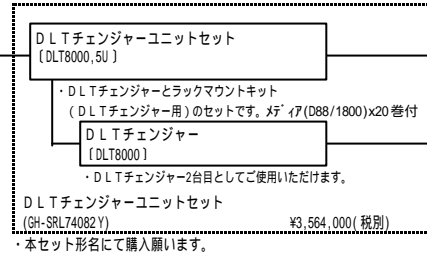 ＤＬＴチェンジャーユニットセット
〔DLT8000,5U〕
・ＤＬＴチェンジャーとラックマウントキット
(ＤＬＴチェンジャー用)のセットです。ﾒﾃﾞｨｱ(D88/1800)x20巻付
ＤＬＴチェンジャー
〔DLT8000〕
・ＤＬＴチェンジャー2台目としてご使用いただけます。
ＤＬＴチェンジャーユニットセット
(GH-SRL74082Y) ¥3,564,000(税別)
・本セット形名にて購入願います。